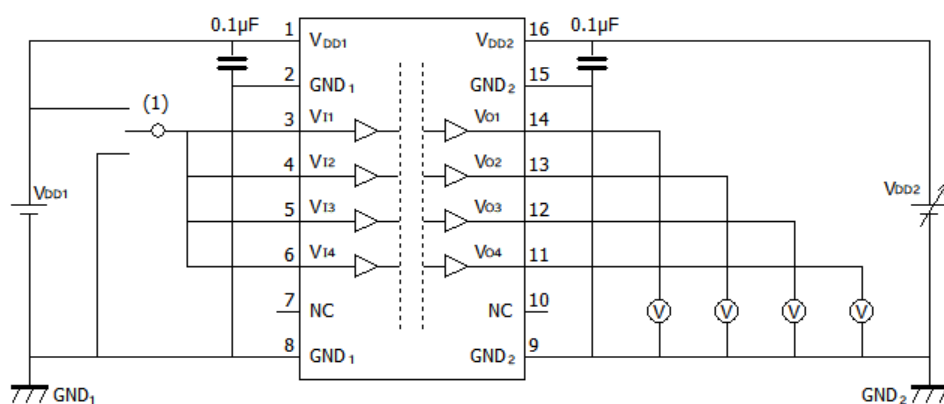 0.1µF 1 VDD1 VDD2 16 0.1µF
2 GND1 GND2 15
(1) 3 VI1 VO1 14
4 VI2 VO2 13
VDD1 5 VI3 VO3 12 VDD2
6 VI4 VO4 11
7 NC NC 10 V V V V
8 GND1 GND2 9
GND1 GND2